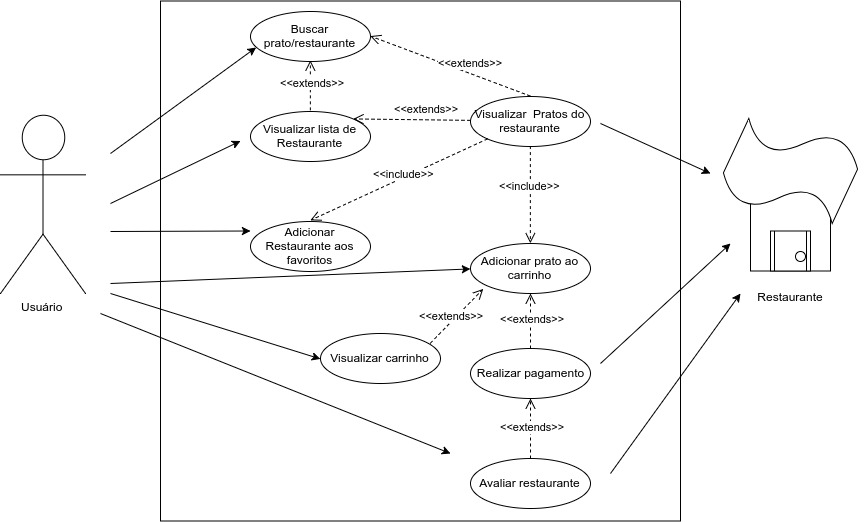 Buscar
prato/restaurante
<<extends>>
<<extends>>
<<extends>>
Visualizar Pratos do
restaurante
Visualizar lista de
Restaurante
<<include>>
<<include>>
Adicionar
Restaurante aos
favoritos
Adicionar prato ao
carrinho
Usuário
Restaurante
<<extends>>
<<extends>>
Visualizar carrinho
Realizar pagamento
<<extends>>
Avaliar restaurante